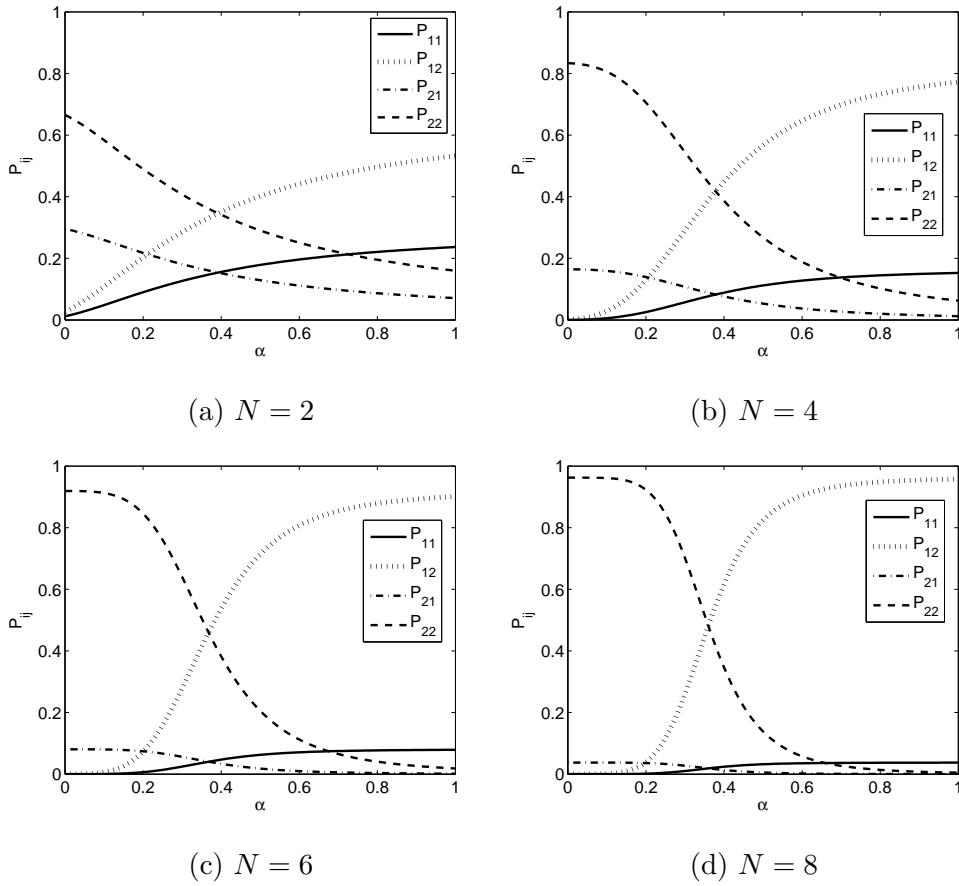 1
0.8
0.6
0.4
0.2
0
P_ij
0 0.2 0.4 0.6 0.8 1
α
P_11
P_12
P_21
P_22
(a) N = 2
1
0.8
0.6
0.4
0.2
0
P_ij
0 0.2 0.4 0.6 0.8 1
α
P_11
P_12
P_21
P_22
(b) N = 4
1
0.8
0.6
0.4
0.2
0
P_ij
0 0.2 0.4 0.6 0.8 1
α
P_11
P_12
P_21
P_22
(c) N = 6
1
0.8
0.6
0.4
0.2
0
P_ij
0 0.2 0.4 0.6 0.8 1
α
P_11
P_12
P_21
P_22
(d) N = 8